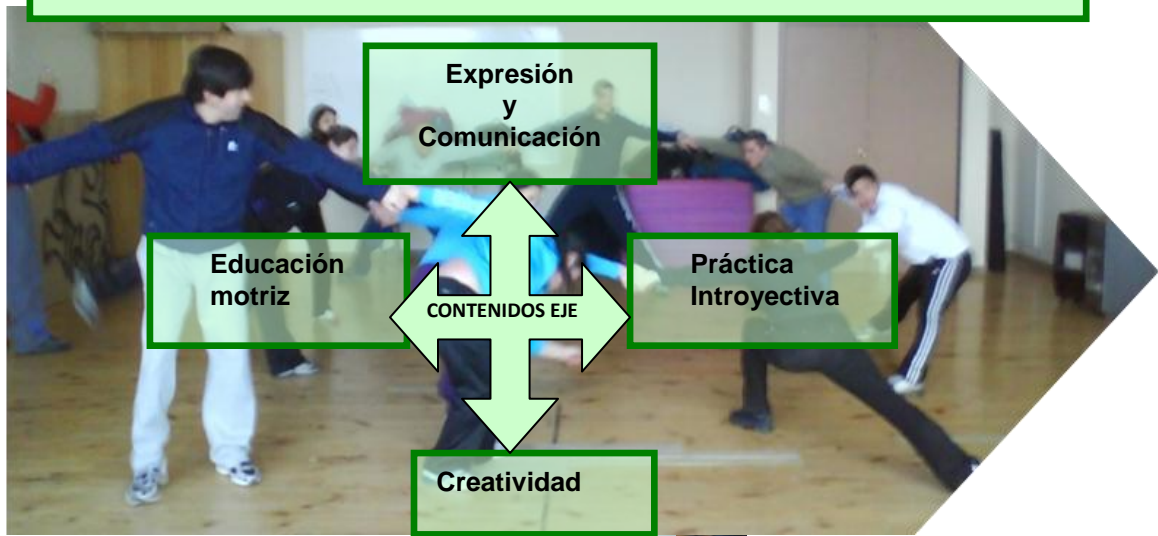 Expresión
y
Comunicación
Educación
motriz
Práctica
Introyectiva
CONTENIDOS EJE
Creatividad